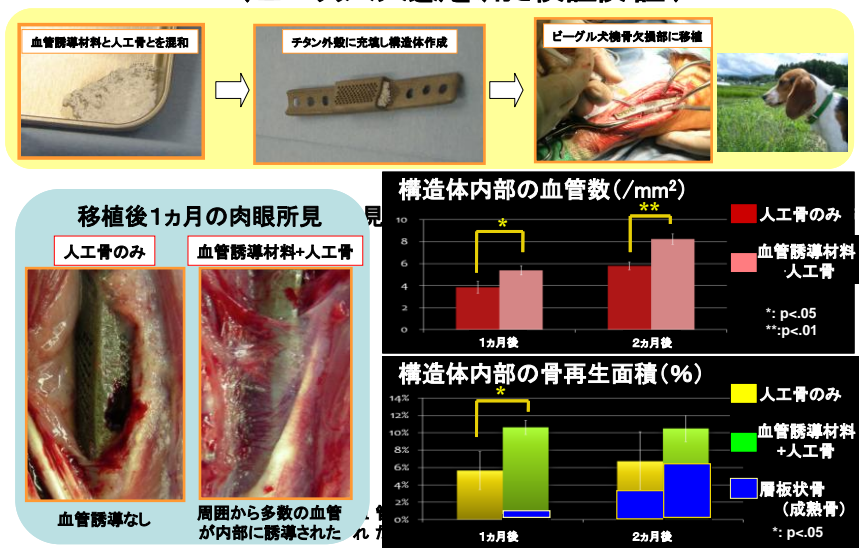 血管誘導材料と人工骨とを混和
チタン外殻に充填し構造体作成
ビーグル犬橈骨欠損部に移植
移植後1ヵ月の肉眼所見
見
人工骨のみ
血管誘導材料+人工骨
血管誘導なし
周囲から多数の血管
が内部に誘導された
管
れた
構造体内部の血管数(/mm²)
10
8
6
4
2
0
*
**
1ヵ月後
2ヵ月後
人工骨のみ
血管誘導材料
人工骨
*: p<.05
**:p<.01
構造体内部の骨再生面積(%)
14%
12%
10%
8%
6%
4%
2%
0%
*
1ヵ月後
2ヵ月後
人工骨のみ
血管誘導材料
+人工骨
層板状骨
(成熟骨)
*: p<.05